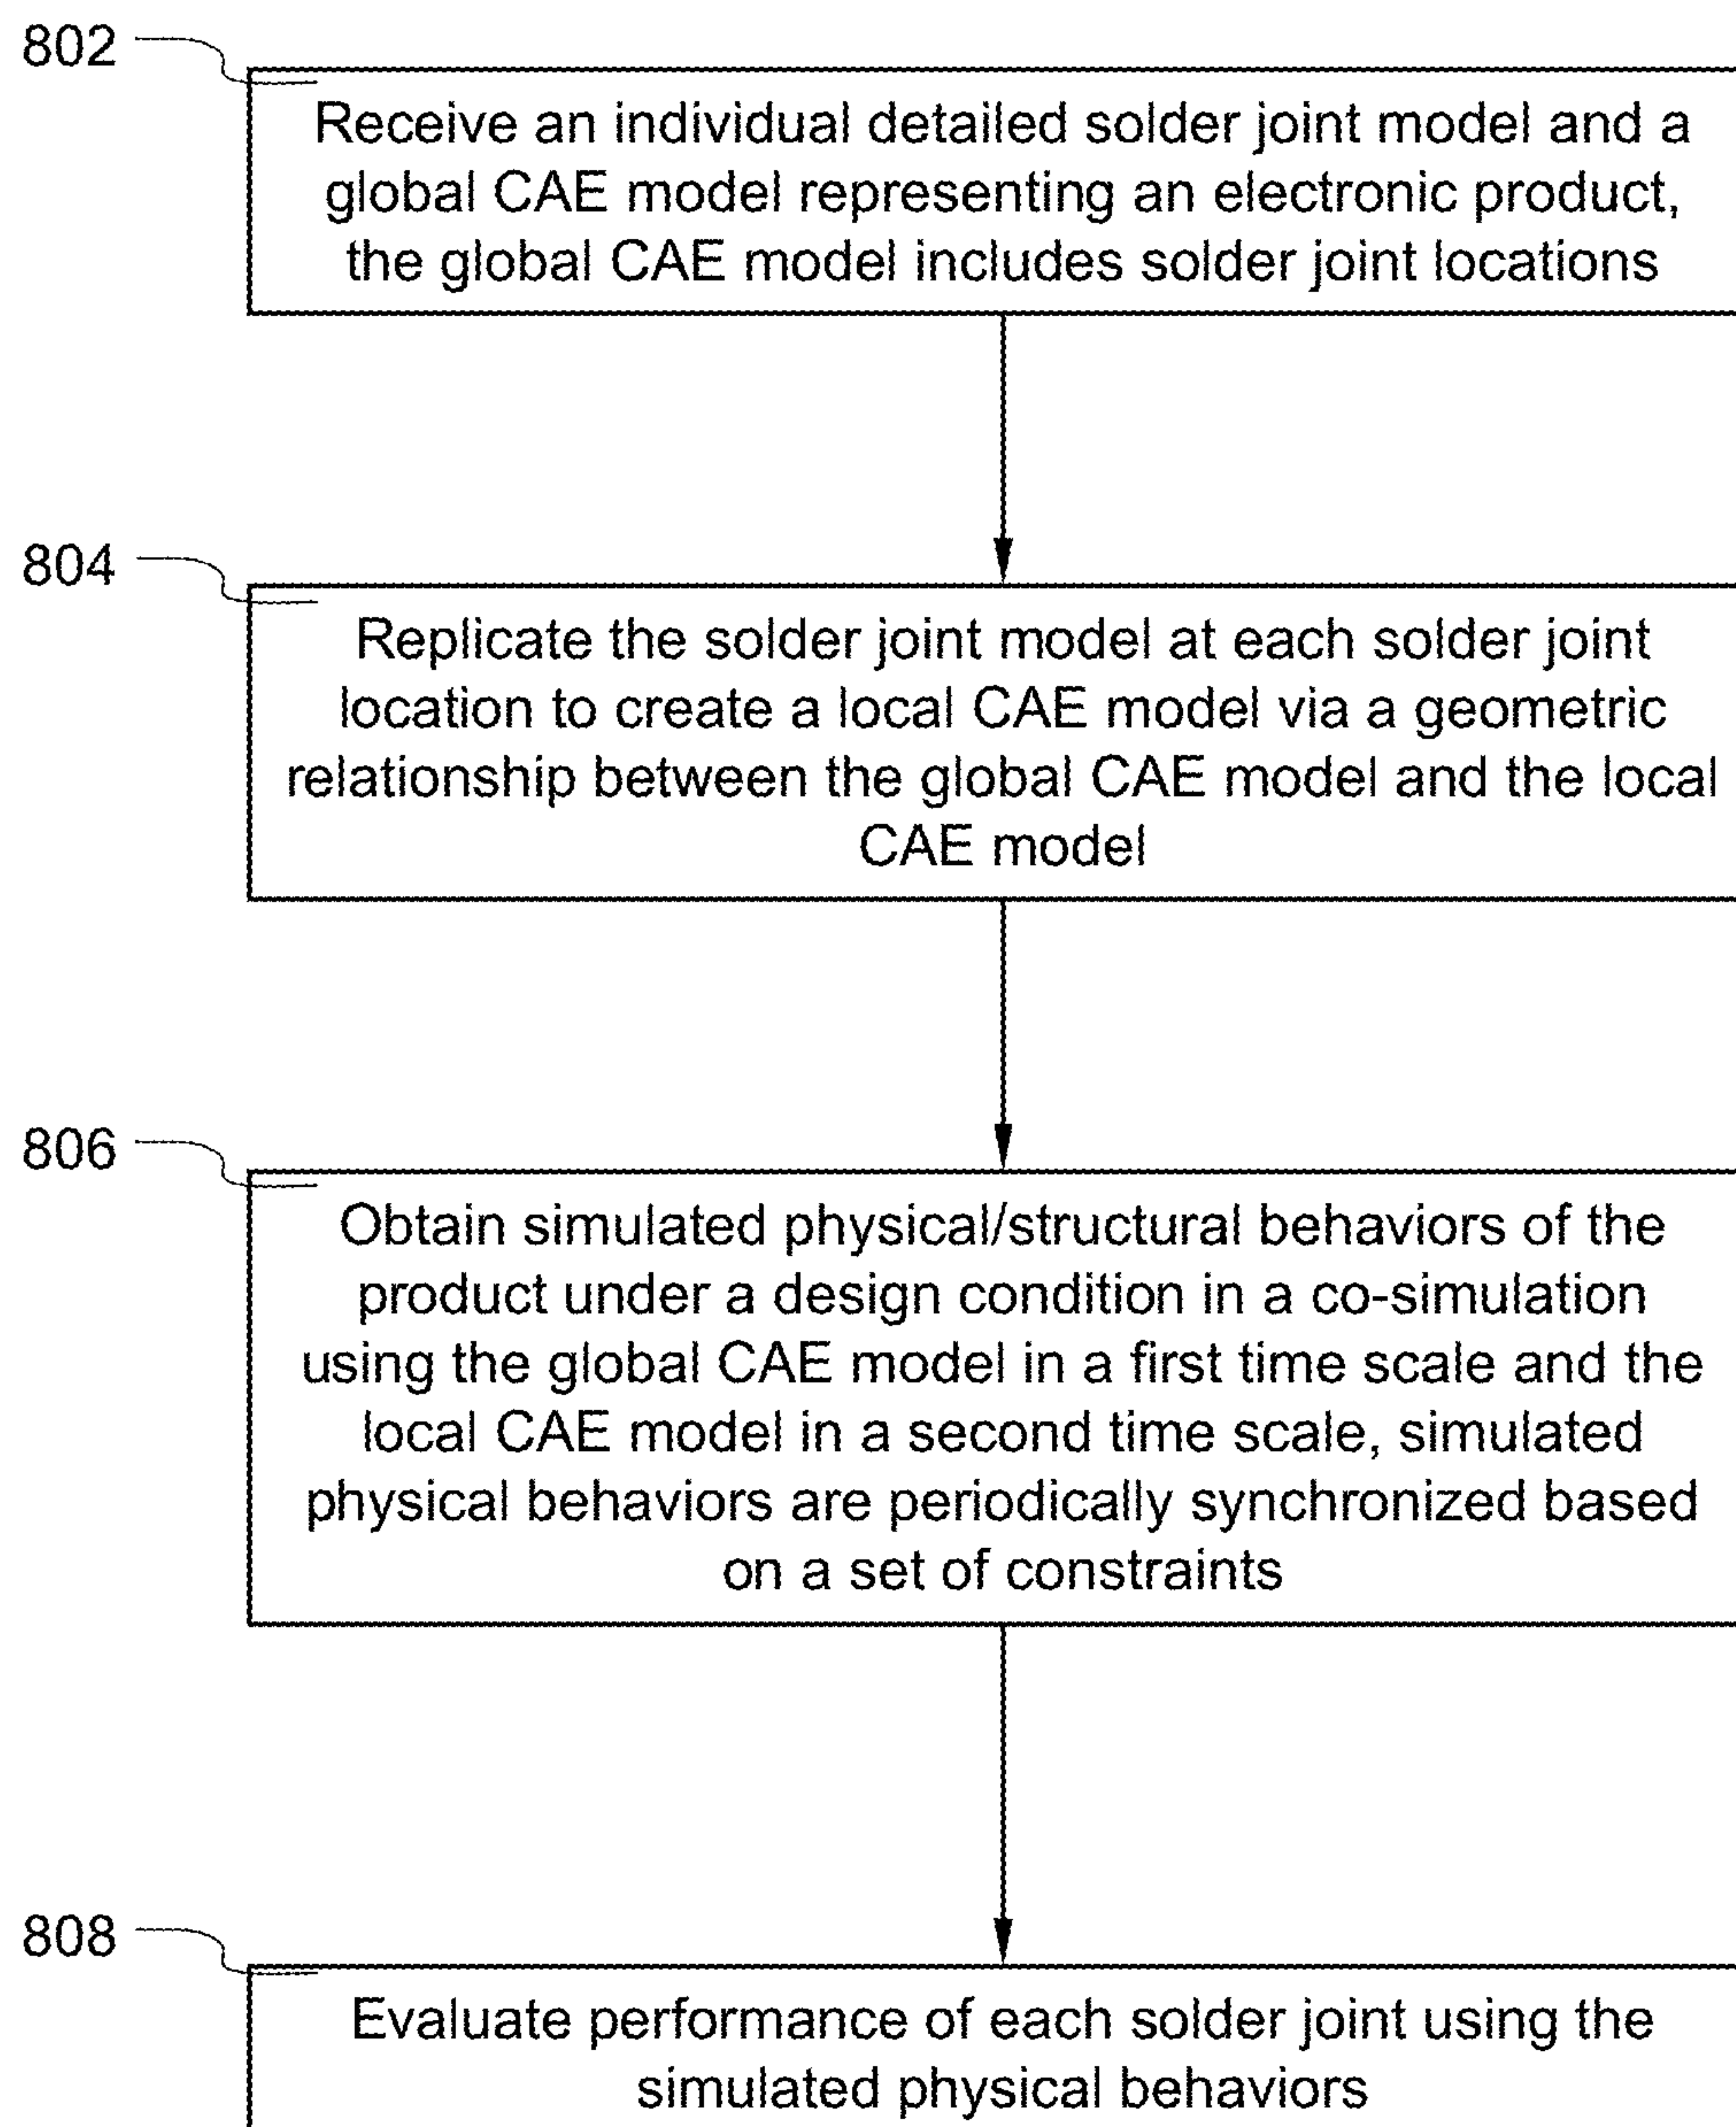 802
Receive an individual detailed solder joint model and a
global CAE model representing an electronic product,
the global CAE model includes solder joint locations
804
Replicate the solder joint model at each solder joint
location to create a local CAE model via a geometric
relationship between the global CAE model and the local
CAE model
806
Obtain simulated physical/structural behaviors of the
product under a design condition in a co-simulation
using the global CAE model in a first time scale and the
local CAE model in a second time scale, simulated
physical behaviors are periodically synchronized based
on a set of constraints
808
Evaluate performance of each solder joint using the
simulated physical behaviors